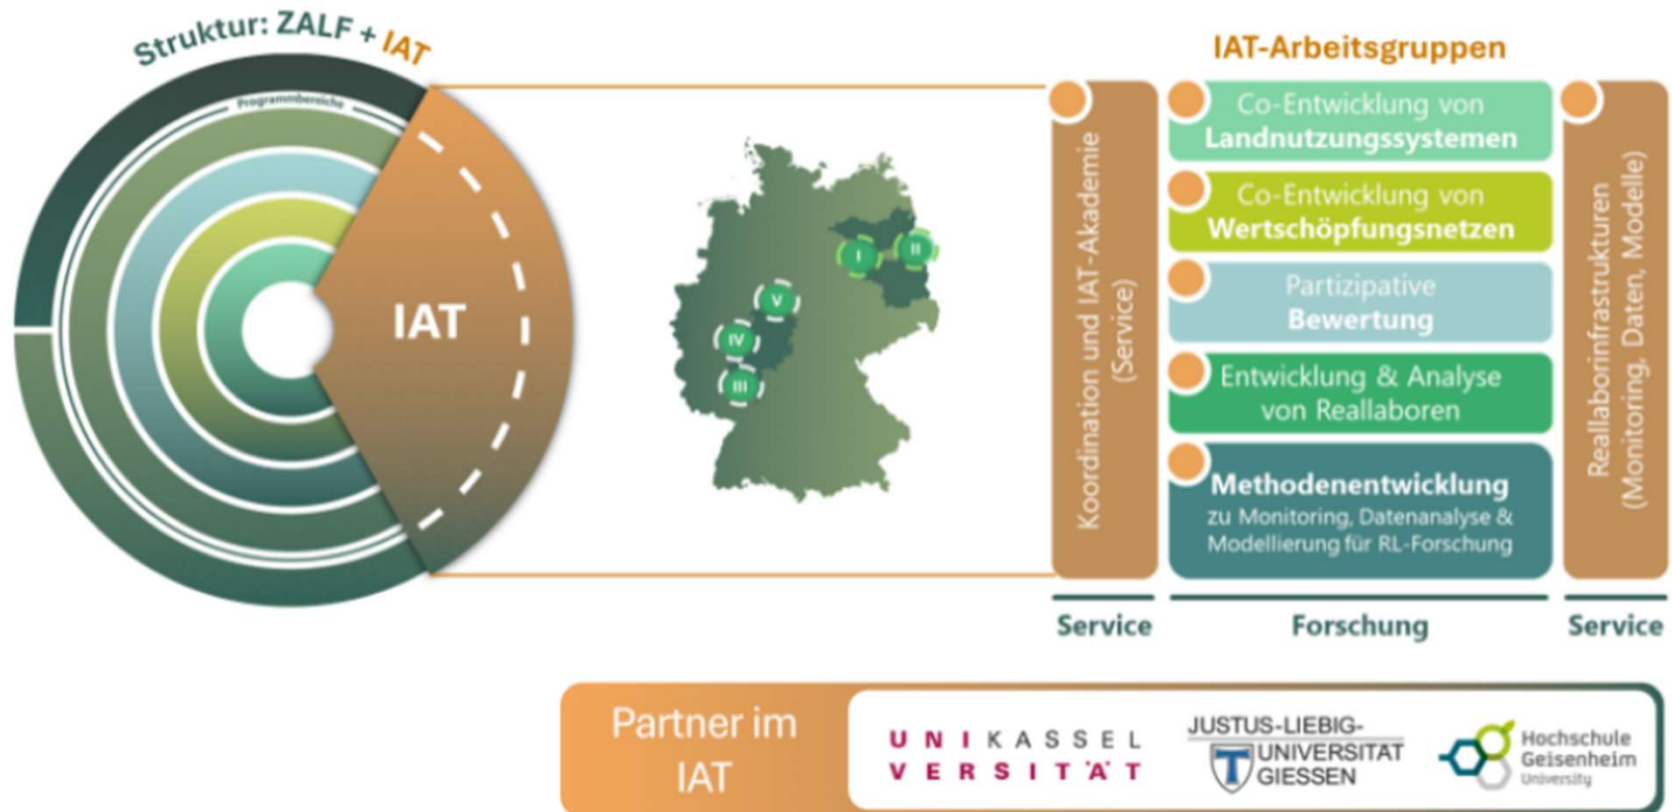 Struktur: ZALF + IAT
Programmbereiche
IAT
I
II
V
IV
III
IAT-Arbeitsgruppen
Koordination und IAT-Akademie
(Service)
Co-Entwicklung von
Landnutzungssystemen
Co-Entwicklung von
Wertschöpfungsnetzen
Partizipative
Bewertung
Entwicklung & Analyse
von Reallaboren
Methodenentwicklung
zu Monitoring, Datenanalyse &
Modellierung für RL-Forschung
Reallaborinfrastrukturen
(Monitoring, Daten, Modelle)
Service
Forschung
Service
Partner im
IAT
UNIKASSEL
VERSITÄT
JUSTUS-LIEBIG-
UNIVERSITÄT
GIESSEN
Hochschule
Geisenheim
University